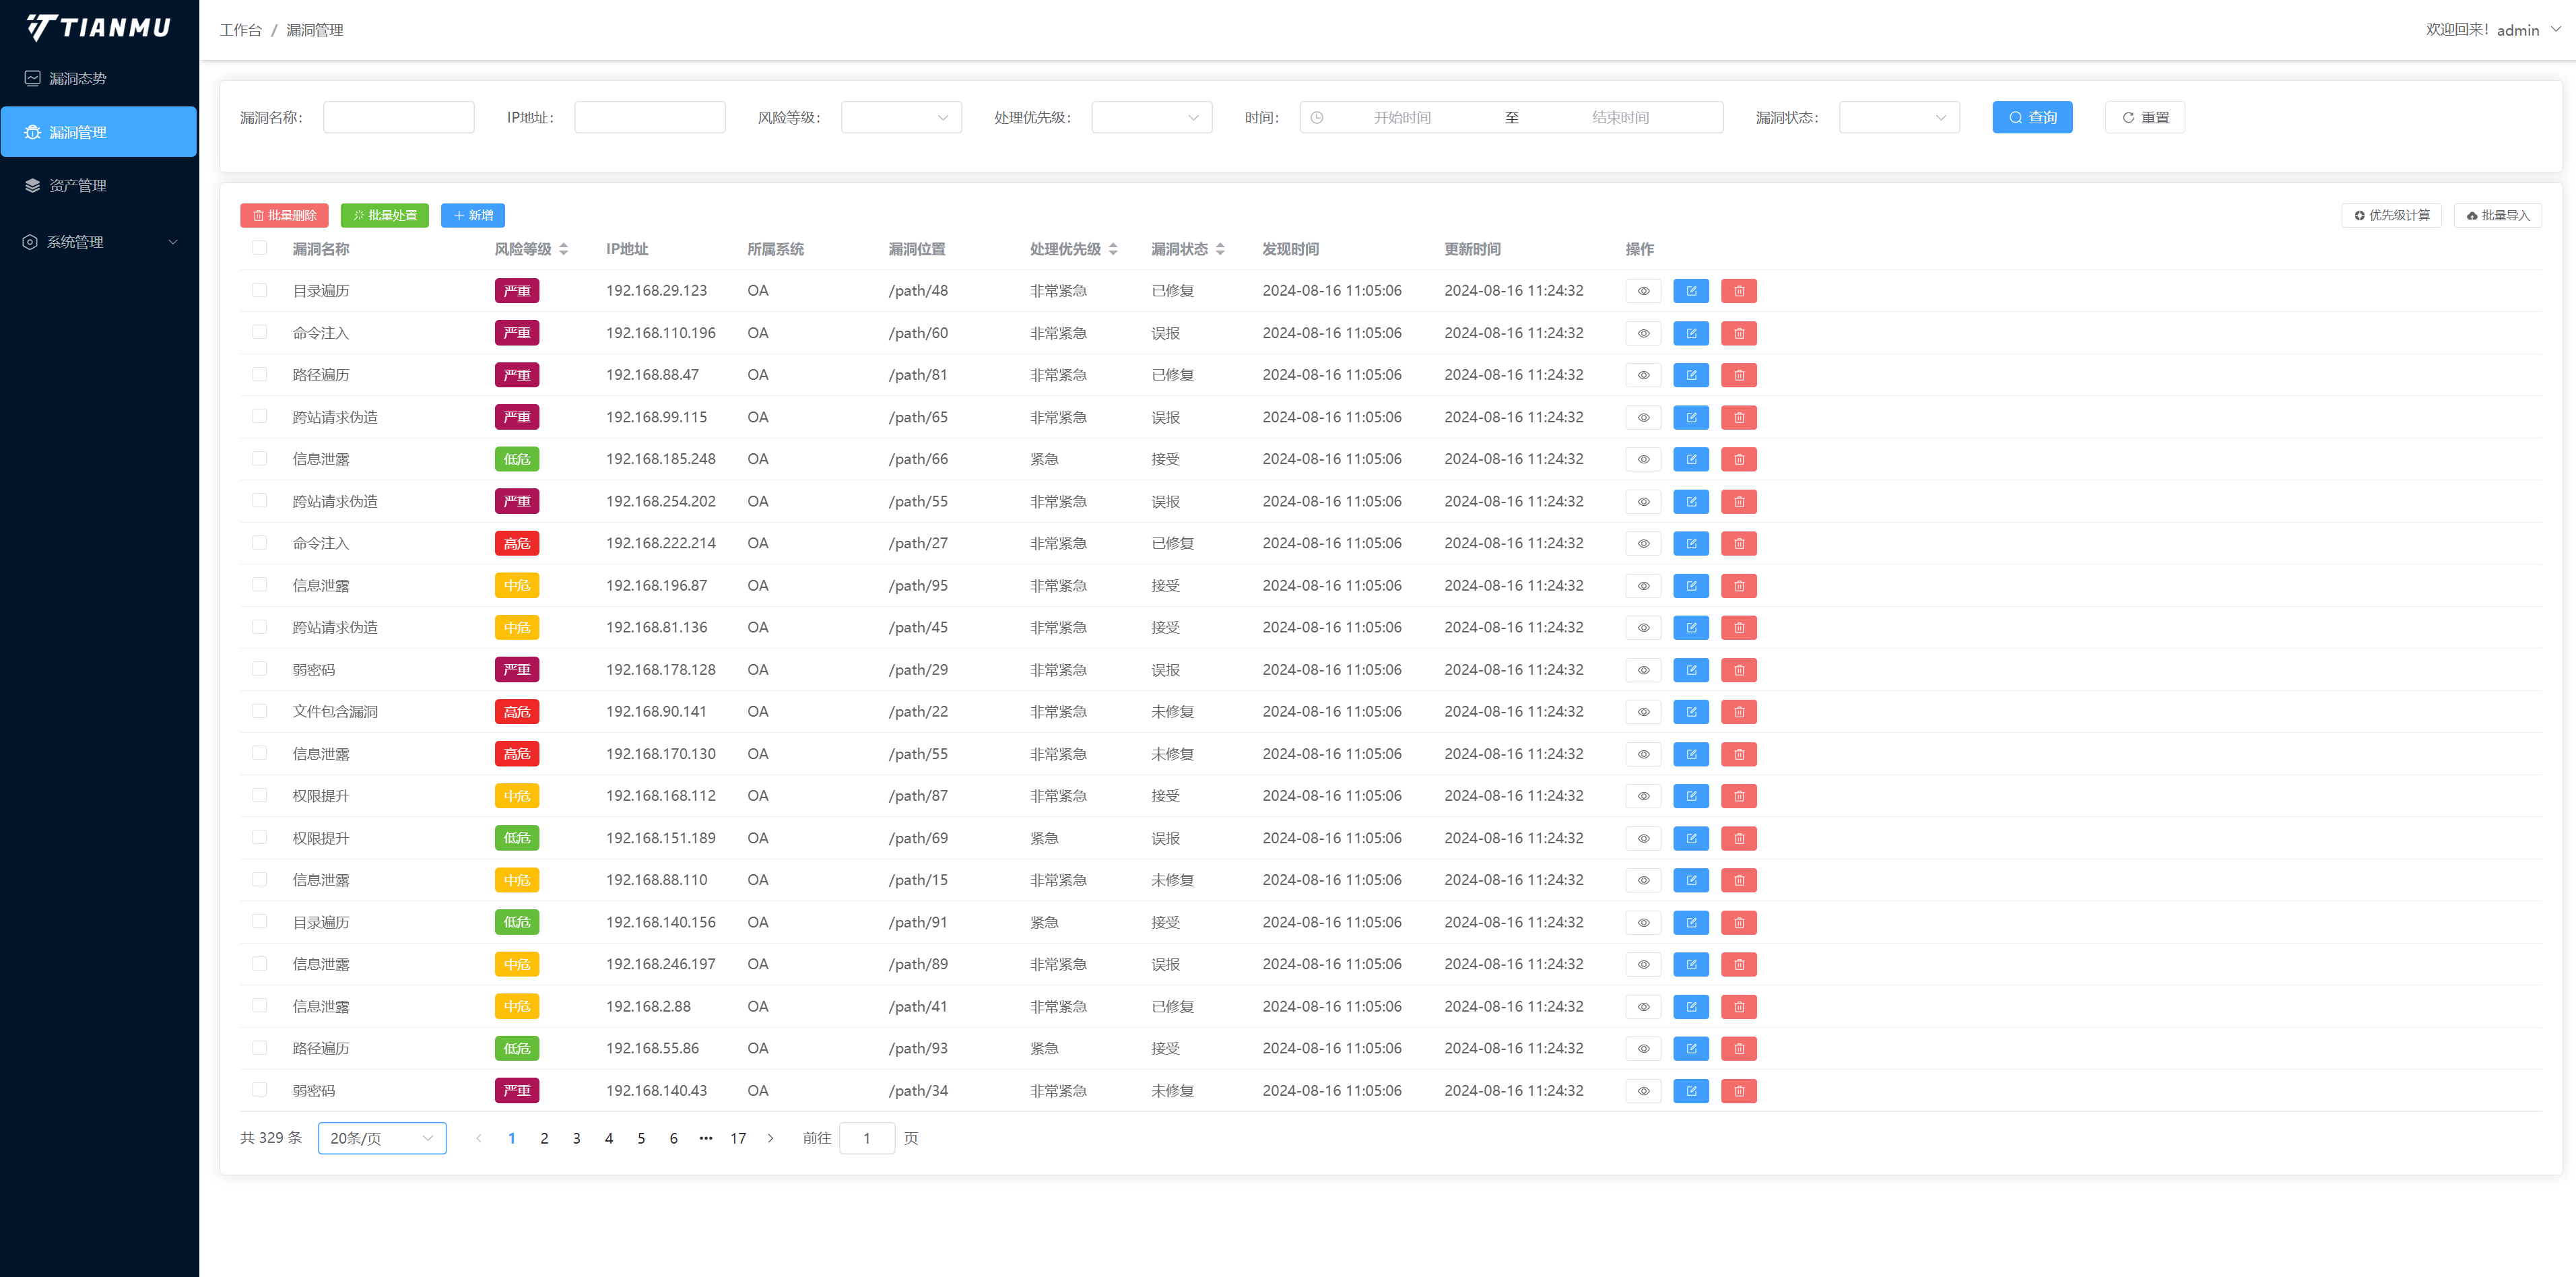 TIANMU
工作台 / 漏洞管理
欢迎回来! admin
漏洞态势
漏洞管理
资产管理
系统管理
漏洞名称: IP地址: 风险等级: 处理优先级: 时间: 开始时间 至 结束时间 漏洞状态: 查询 重置
批量删除 批量处置 新增 优先级计算 批量导入
漏洞名称 风险等级 IP地址 所属系统 漏洞位置 处理优先级 漏洞状态 发现时间 更新时间 操作
目录遍历 严重 192.168.29.123 OA /path/48 非常紧急 已修复 2024-08-16 11:05:06 2024-08-16 11:24:32
命令注入 严重 192.168.110.196 OA /path/60 非常紧急 误报 2024-08-16 11:05:06 2024-08-16 11:24:32
路径遍历 严重 192.168.88.47 OA /path/81 非常紧急 已修复 2024-08-16 11:05:06 2024-08-16 11:24:32
跨站请求伪造 严重 192.168.99.115 OA /path/65 非常紧急 误报 2024-08-16 11:05:06 2024-08-16 11:24:32
信息泄露 低危 192.168.185.248 OA /path/66 紧急 接受 2024-08-16 11:05:06 2024-08-16 11:24:32
跨站请求伪造 严重 192.168.254.202 OA /path/55 非常紧急 误报 2024-08-16 11:05:06 2024-08-16 11:24:32
命令注入 高危 192.168.222.214 OA /path/27 非常紧急 已修复 2024-08-16 11:05:06 2024-08-16 11:24:32
信息泄露 中危 192.168.196.87 OA /path/95 非常紧急 接受 2024-08-16 11:05:06 2024-08-16 11:24:32
跨站请求伪造 中危 192.168.81.136 OA /path/45 非常紧急 接受 2024-08-16 11:05:06 2024-08-16 11:24:32
弱密码 严重 192.168.178.128 OA /path/29 非常紧急 误报 2024-08-16 11:05:06 2024-08-16 11:24:32
文件包含漏洞 高危 192.168.90.141 OA /path/22 非常紧急 未修复 2024-08-16 11:05:06 2024-08-16 11:24:32
信息泄露 高危 192.168.170.130 OA /path/55 非常紧急 未修复 2024-08-16 11:05:06 2024-08-16 11:24:32
权限提升 中危 192.168.168.112 OA /path/87 非常紧急 接受 2024-08-16 11:05:06 2024-08-16 11:24:32
权限提升 低危 192.168.151.189 OA /path/69 紧急 误报 2024-08-16 11:05:06 2024-08-16 11:24:32
信息泄露 中危 192.168.88.110 OA /path/15 非常紧急 未修复 2024-08-16 11:05:06 2024-08-16 11:24:32
目录遍历 低危 192.168.140.156 OA /path/91 紧急 接受 2024-08-16 11:05:06 2024-08-16 11:24:32
信息泄露 中危 192.168.246.197 OA /path/89 非常紧急 误报 2024-08-16 11:05:06 2024-08-16 11:24:32
信息泄露 中危 192.168.2.88 OA /path/41 非常紧急 已修复 2024-08-16 11:05:06 2024-08-16 11:24:32
路径遍历 低危 192.168.55.86 OA /path/93 紧急 接受 2024-08-16 11:05:06 2024-08-16 11:24:32
弱密码 严重 192.168.140.43 OA /path/34 非常紧急 未修复 2024-08-16 11:05:06 2024-08-16 11:24:32
共 329 条 20条/页 1 2 3 4 5 6 ••• 17 前往 1 页